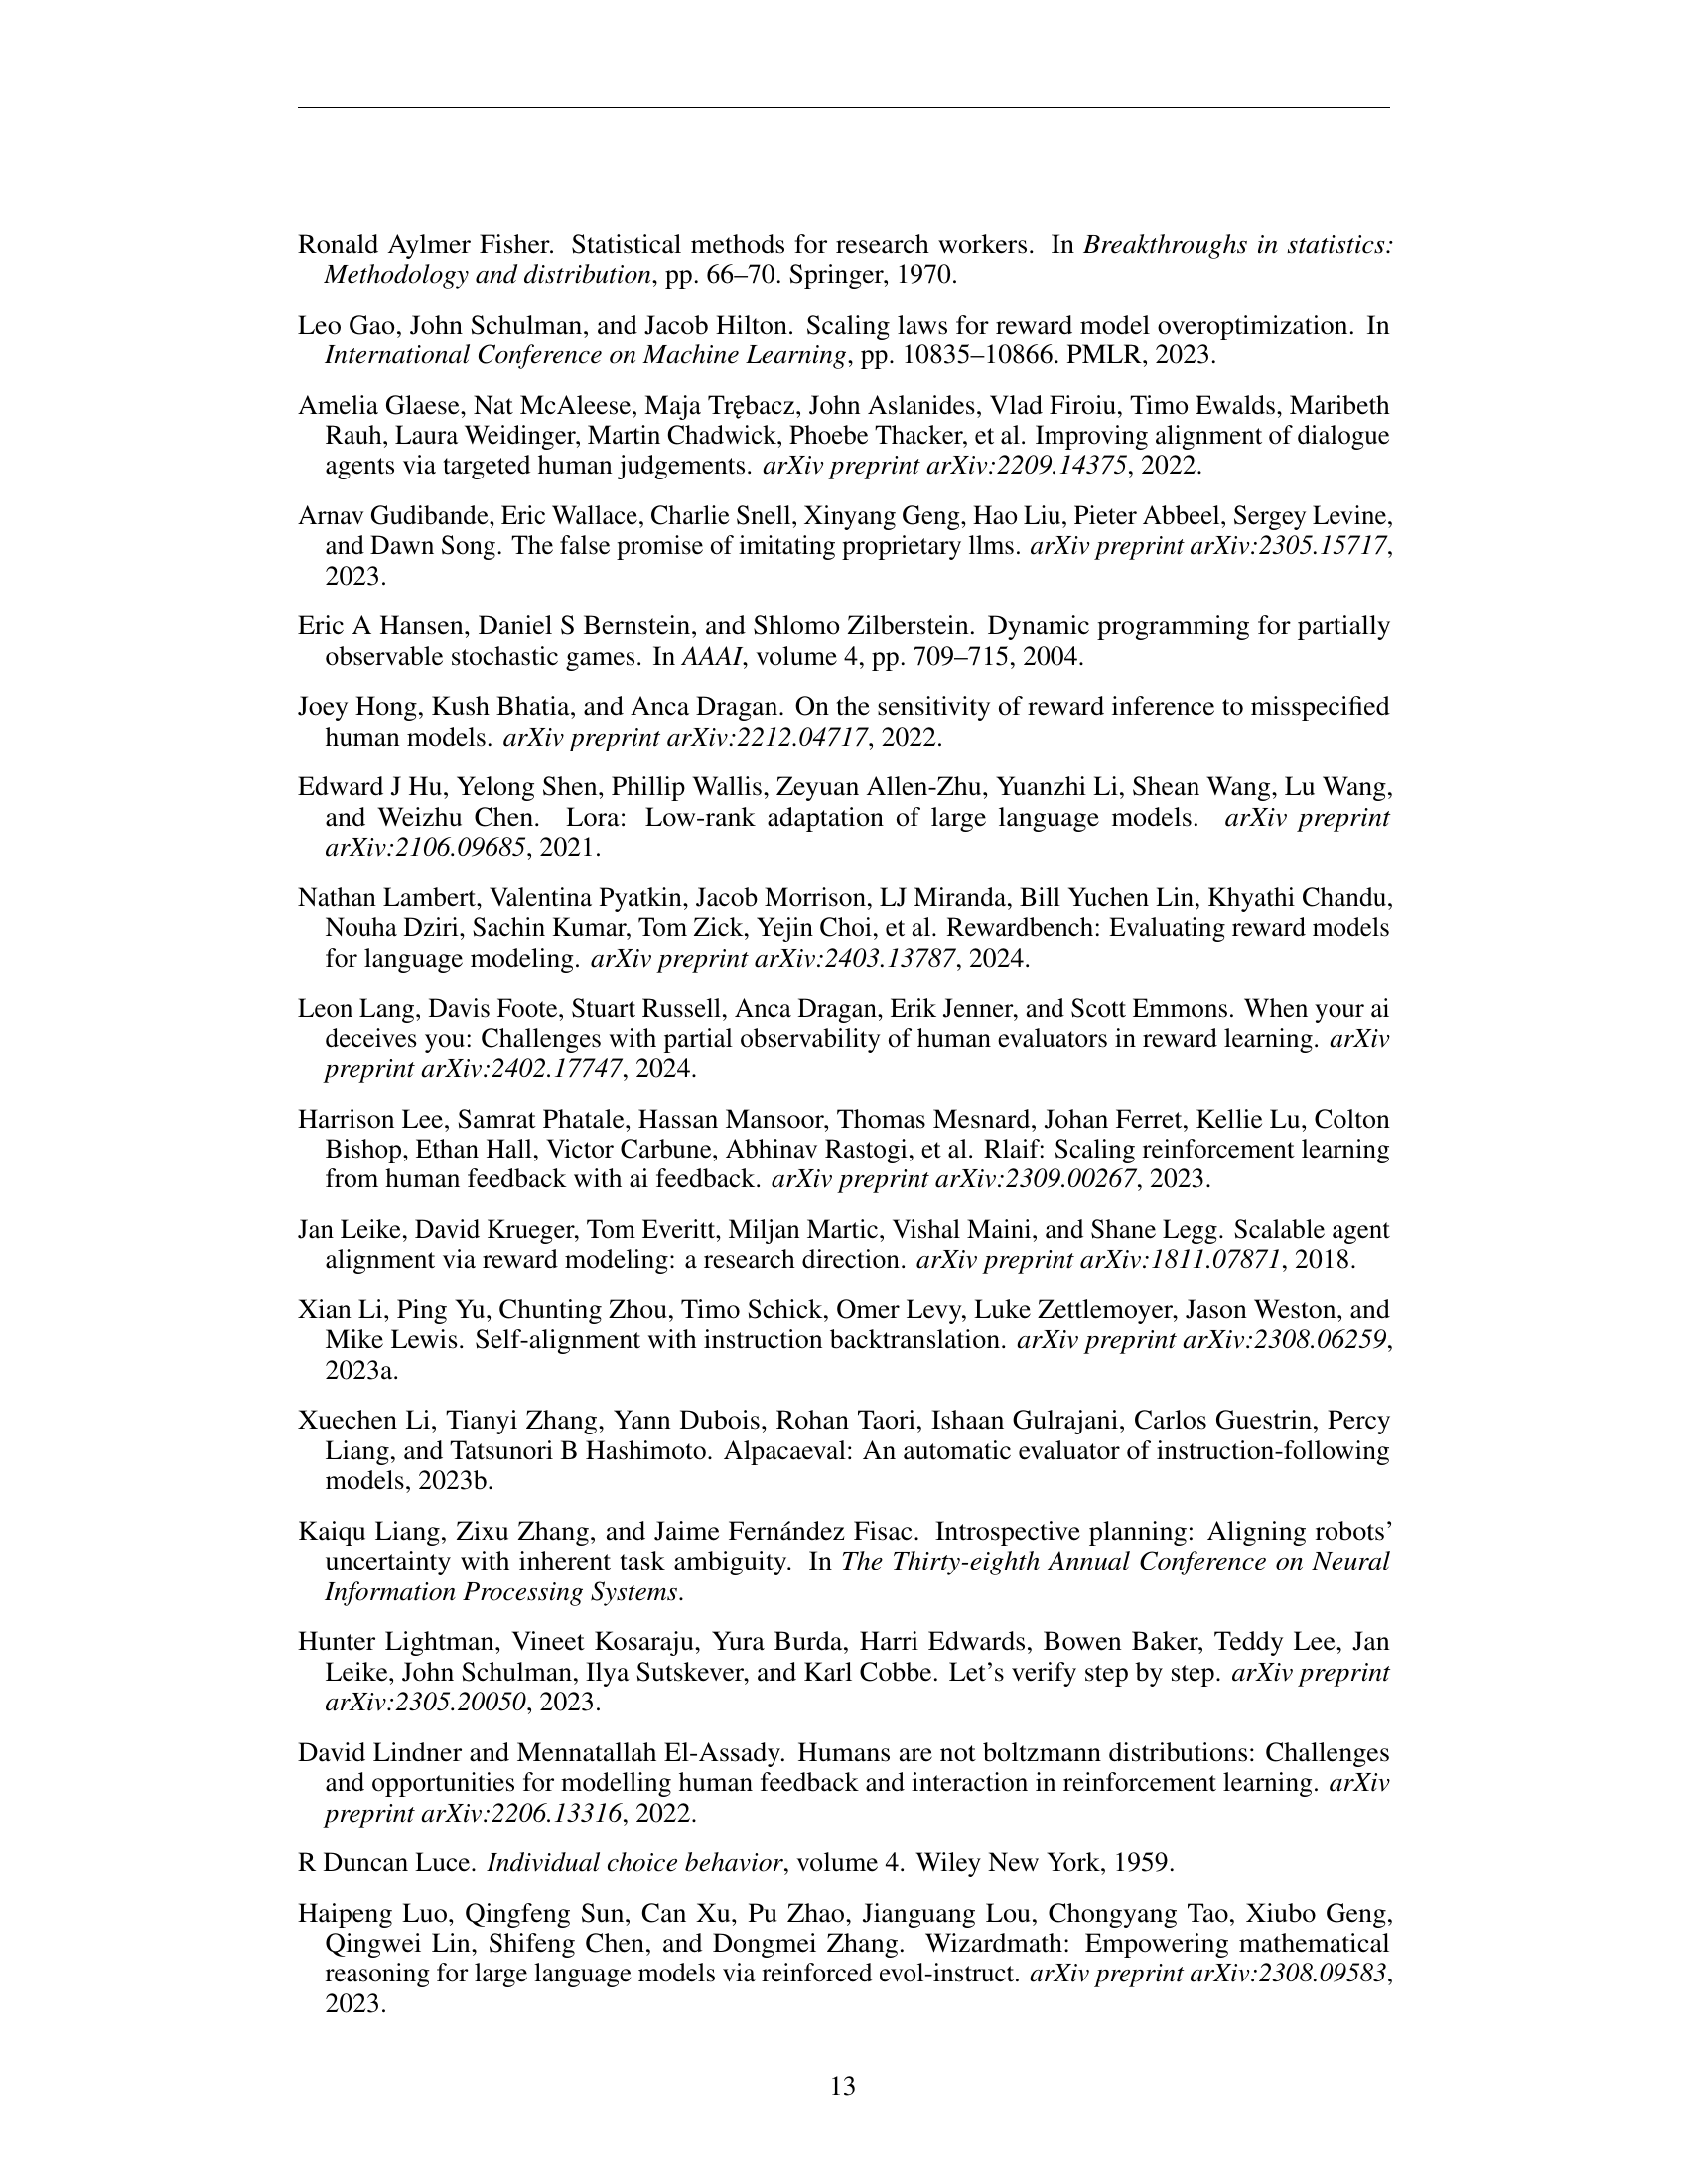 Ronald Aylmer Fisher. Statistical methods for research workers. In Breakthroughs in statistics:
Methodology and distribution, pp. 66–70. Springer, 1970.
Leo Gao, John Schulman, and Jacob Hilton. Scaling laws for reward model overoptimization. In
International Conference on Machine Learning, pp. 10835–10866. PMLR, 2023.
Amelia Glaese, Nat McAleese, Maja Trębacz, John Aslanides, Vlad Firoiu, Timo Ewalds, Maribeth
Rauh, Laura Weidinger, Martin Chadwick, Phoebe Thacker, et al. Improving alignment of dialogue
agents via targeted human judgements. arXiv preprint arXiv:2209.14375, 2022.
Arnav Gudibande, Eric Wallace, Charlie Snell, Xinyang Geng, Hao Liu, Pieter Abbeel, Sergey Levine,
and Dawn Song. The false promise of imitating proprietary llms. arXiv preprint arXiv:2305.15717,
2023.
Eric A Hansen, Daniel S Bernstein, and Shlomo Zilberstein. Dynamic programming for partially
observable stochastic games. In AAAI, volume 4, pp. 709–715, 2004.
Joey Hong, Kush Bhatia, and Anca Dragan. On the sensitivity of reward inference to misspecified
human models. arXiv preprint arXiv:2212.04717, 2022.
Edward J Hu, Yelong Shen, Phillip Wallis, Zeyuan Allen-Zhu, Yuanzhi Li, Shean Wang, Lu Wang,
and Weizhu Chen. Lora: Low-rank adaptation of large language models. arXiv preprint
arXiv:2106.09685, 2021.
Nathan Lambert, Valentina Pyatkin, Jacob Morrison, LJ Miranda, Bill Yuchen Lin, Khyathi Chandu,
Nouha Dziri, Sachin Kumar, Tom Zick, Yejin Choi, et al. Rewardbench: Evaluating reward models
for language modeling. arXiv preprint arXiv:2403.13787, 2024.
Leon Lang, Davis Foote, Stuart Russell, Anca Dragan, Erik Jenner, and Scott Emmons. When your ai
deceives you: Challenges with partial observability of human evaluators in reward learning. arXiv
preprint arXiv:2402.17747, 2024.
Harrison Lee, Samrat Phatale, Hassan Mansoor, Thomas Mesnard, Johan Ferret, Kellie Lu, Colton
Bishop, Ethan Hall, Victor Carbune, Abhinav Rastogi, et al. Rlaif: Scaling reinforcement learning
from human feedback with ai feedback. arXiv preprint arXiv:2309.00267, 2023.
Jan Leike, David Krueger, Tom Everitt, Miljan Martic, Vishal Maini, and Shane Legg. Scalable agent
alignment via reward modeling: a research direction. arXiv preprint arXiv:1811.07871, 2018.
Xian Li, Ping Yu, Chunting Zhou, Timo Schick, Omer Levy, Luke Zettlemoyer, Jason Weston, and
Mike Lewis. Self-alignment with instruction backtranslation. arXiv preprint arXiv:2308.06259,
2023a.
Xuechen Li, Tianyi Zhang, Yann Dubois, Rohan Taori, Ishaan Gulrajani, Carlos Guestrin, Percy
Liang, and Tatsunori B Hashimoto. Alpacaeval: An automatic evaluator of instruction-following
models, 2023b.
Kaiqu Liang, Zixu Zhang, and Jaime Fernández Fisac. Introspective planning: Aligning robots’
uncertainty with inherent task ambiguity. In The Thirty-eighth Annual Conference on Neural
Information Processing Systems.
Hunter Lightman, Vineet Kosaraju, Yura Burda, Harri Edwards, Bowen Baker, Teddy Lee, Jan
Leike, John Schulman, Ilya Sutskever, and Karl Cobbe. Let’s verify step by step. arXiv preprint
arXiv:2305.20050, 2023.
David Lindner and Mennatallah El-Assady. Humans are not boltzmann distributions: Challenges
and opportunities for modelling human feedback and interaction in reinforcement learning. arXiv
preprint arXiv:2206.13316, 2022.
R Duncan Luce. Individual choice behavior, volume 4. Wiley New York, 1959.
Haipeng Luo, Qingfeng Sun, Can Xu, Pu Zhao, Jianguang Lou, Chongyang Tao, Xiubo Geng,
Qingwei Lin, Shifeng Chen, and Dongmei Zhang. Wizardmath: Empowering mathematical
reasoning for large language models via reinforced evol-instruct. arXiv preprint arXiv:2308.09583,
2023.
13